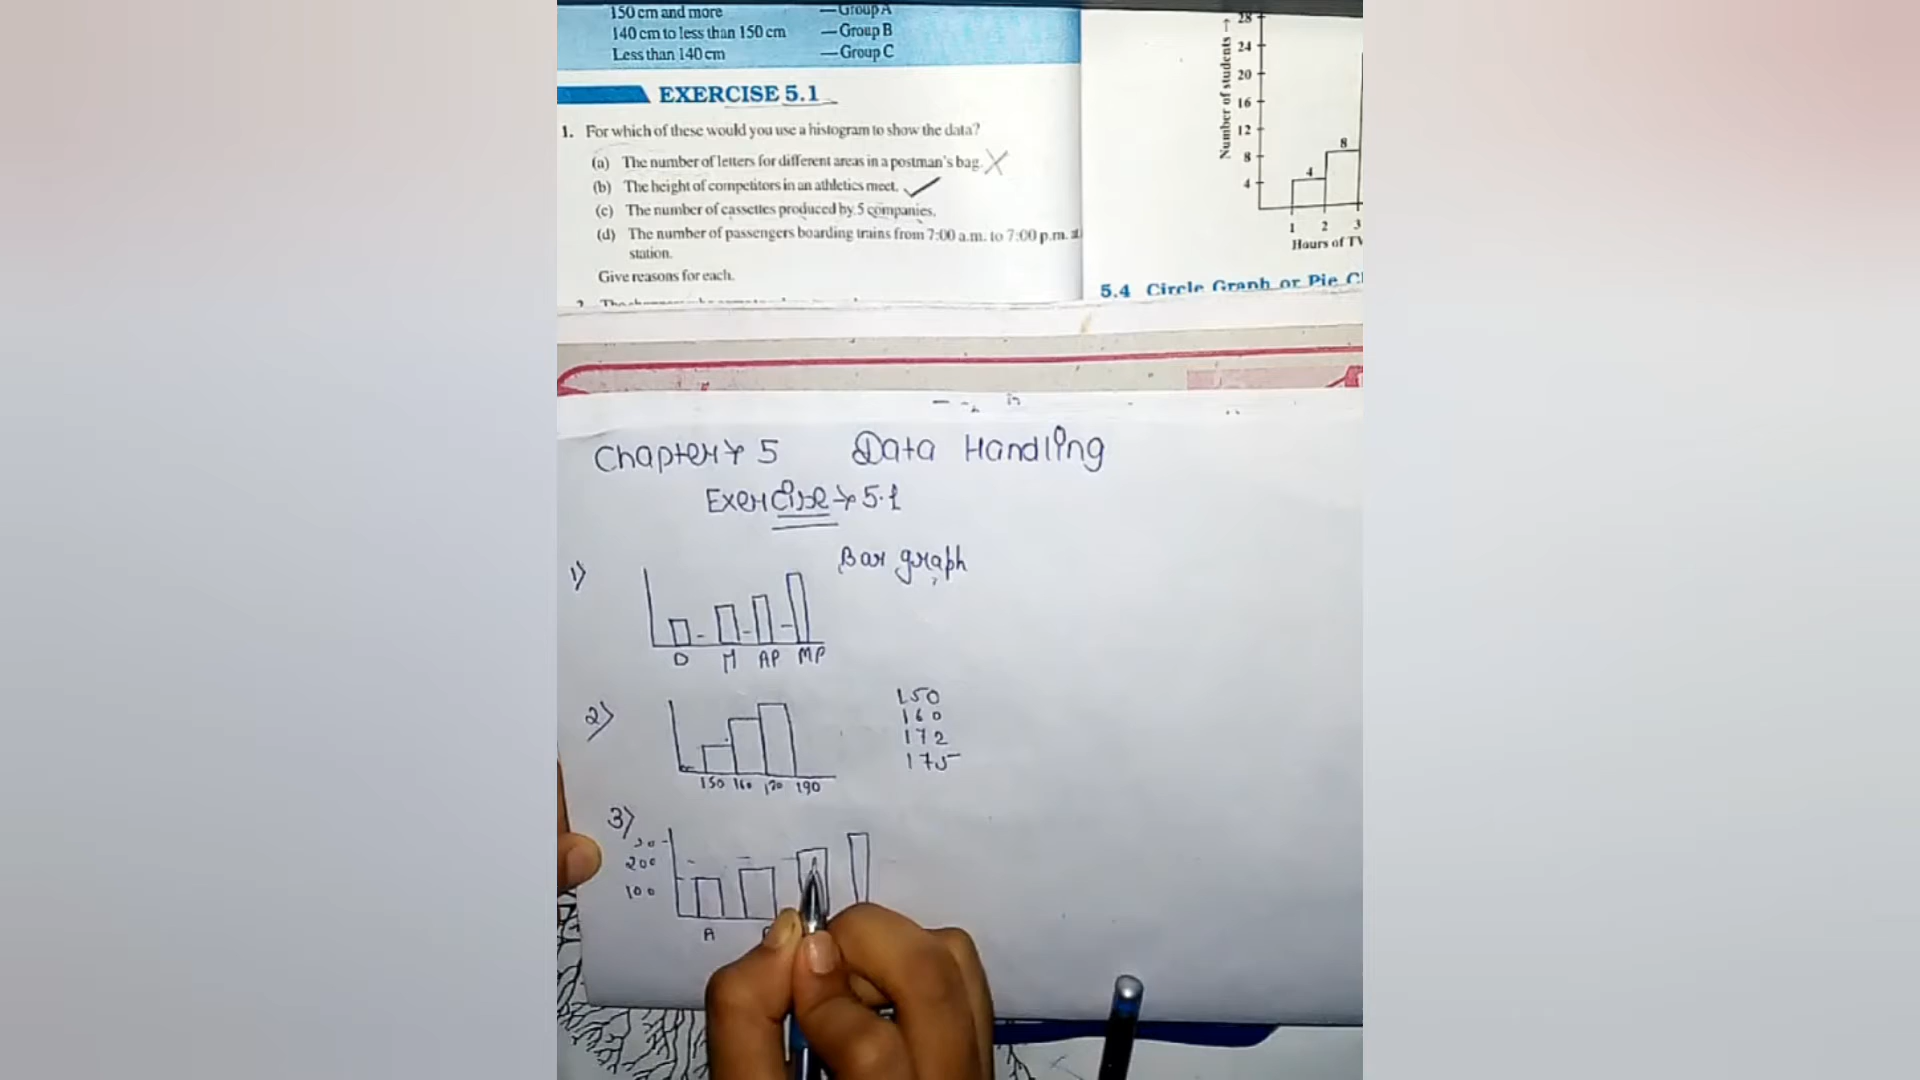 150 cm and more —Group A
140 cm to less than 150 cm —Group B
Less than 140 cm —Group C
EXERCISE 5.1
1. For which of these would you use a histogram to show the data?
(a) The number of letters for different areas in a postman's bag.
(b) The height of competitors in an athletics meet.
(c) The number of cassettes produced by 5 companies.
(d) The number of passengers boarding trains from 7:00 a.m. to 7:00 p.m. at
station.
Give reasons for each.
Number of students →
28
24
20
16
12
8
4
4
8
1 2 3
Hours of TV
5.4 Circle Graph or Pie
Chapter → 5 Data Handling
Exercise → 5.1
1)
Bar graph
D M AP MP
2)
150 160 170 190
150
160
172
175
3)
200
100
A